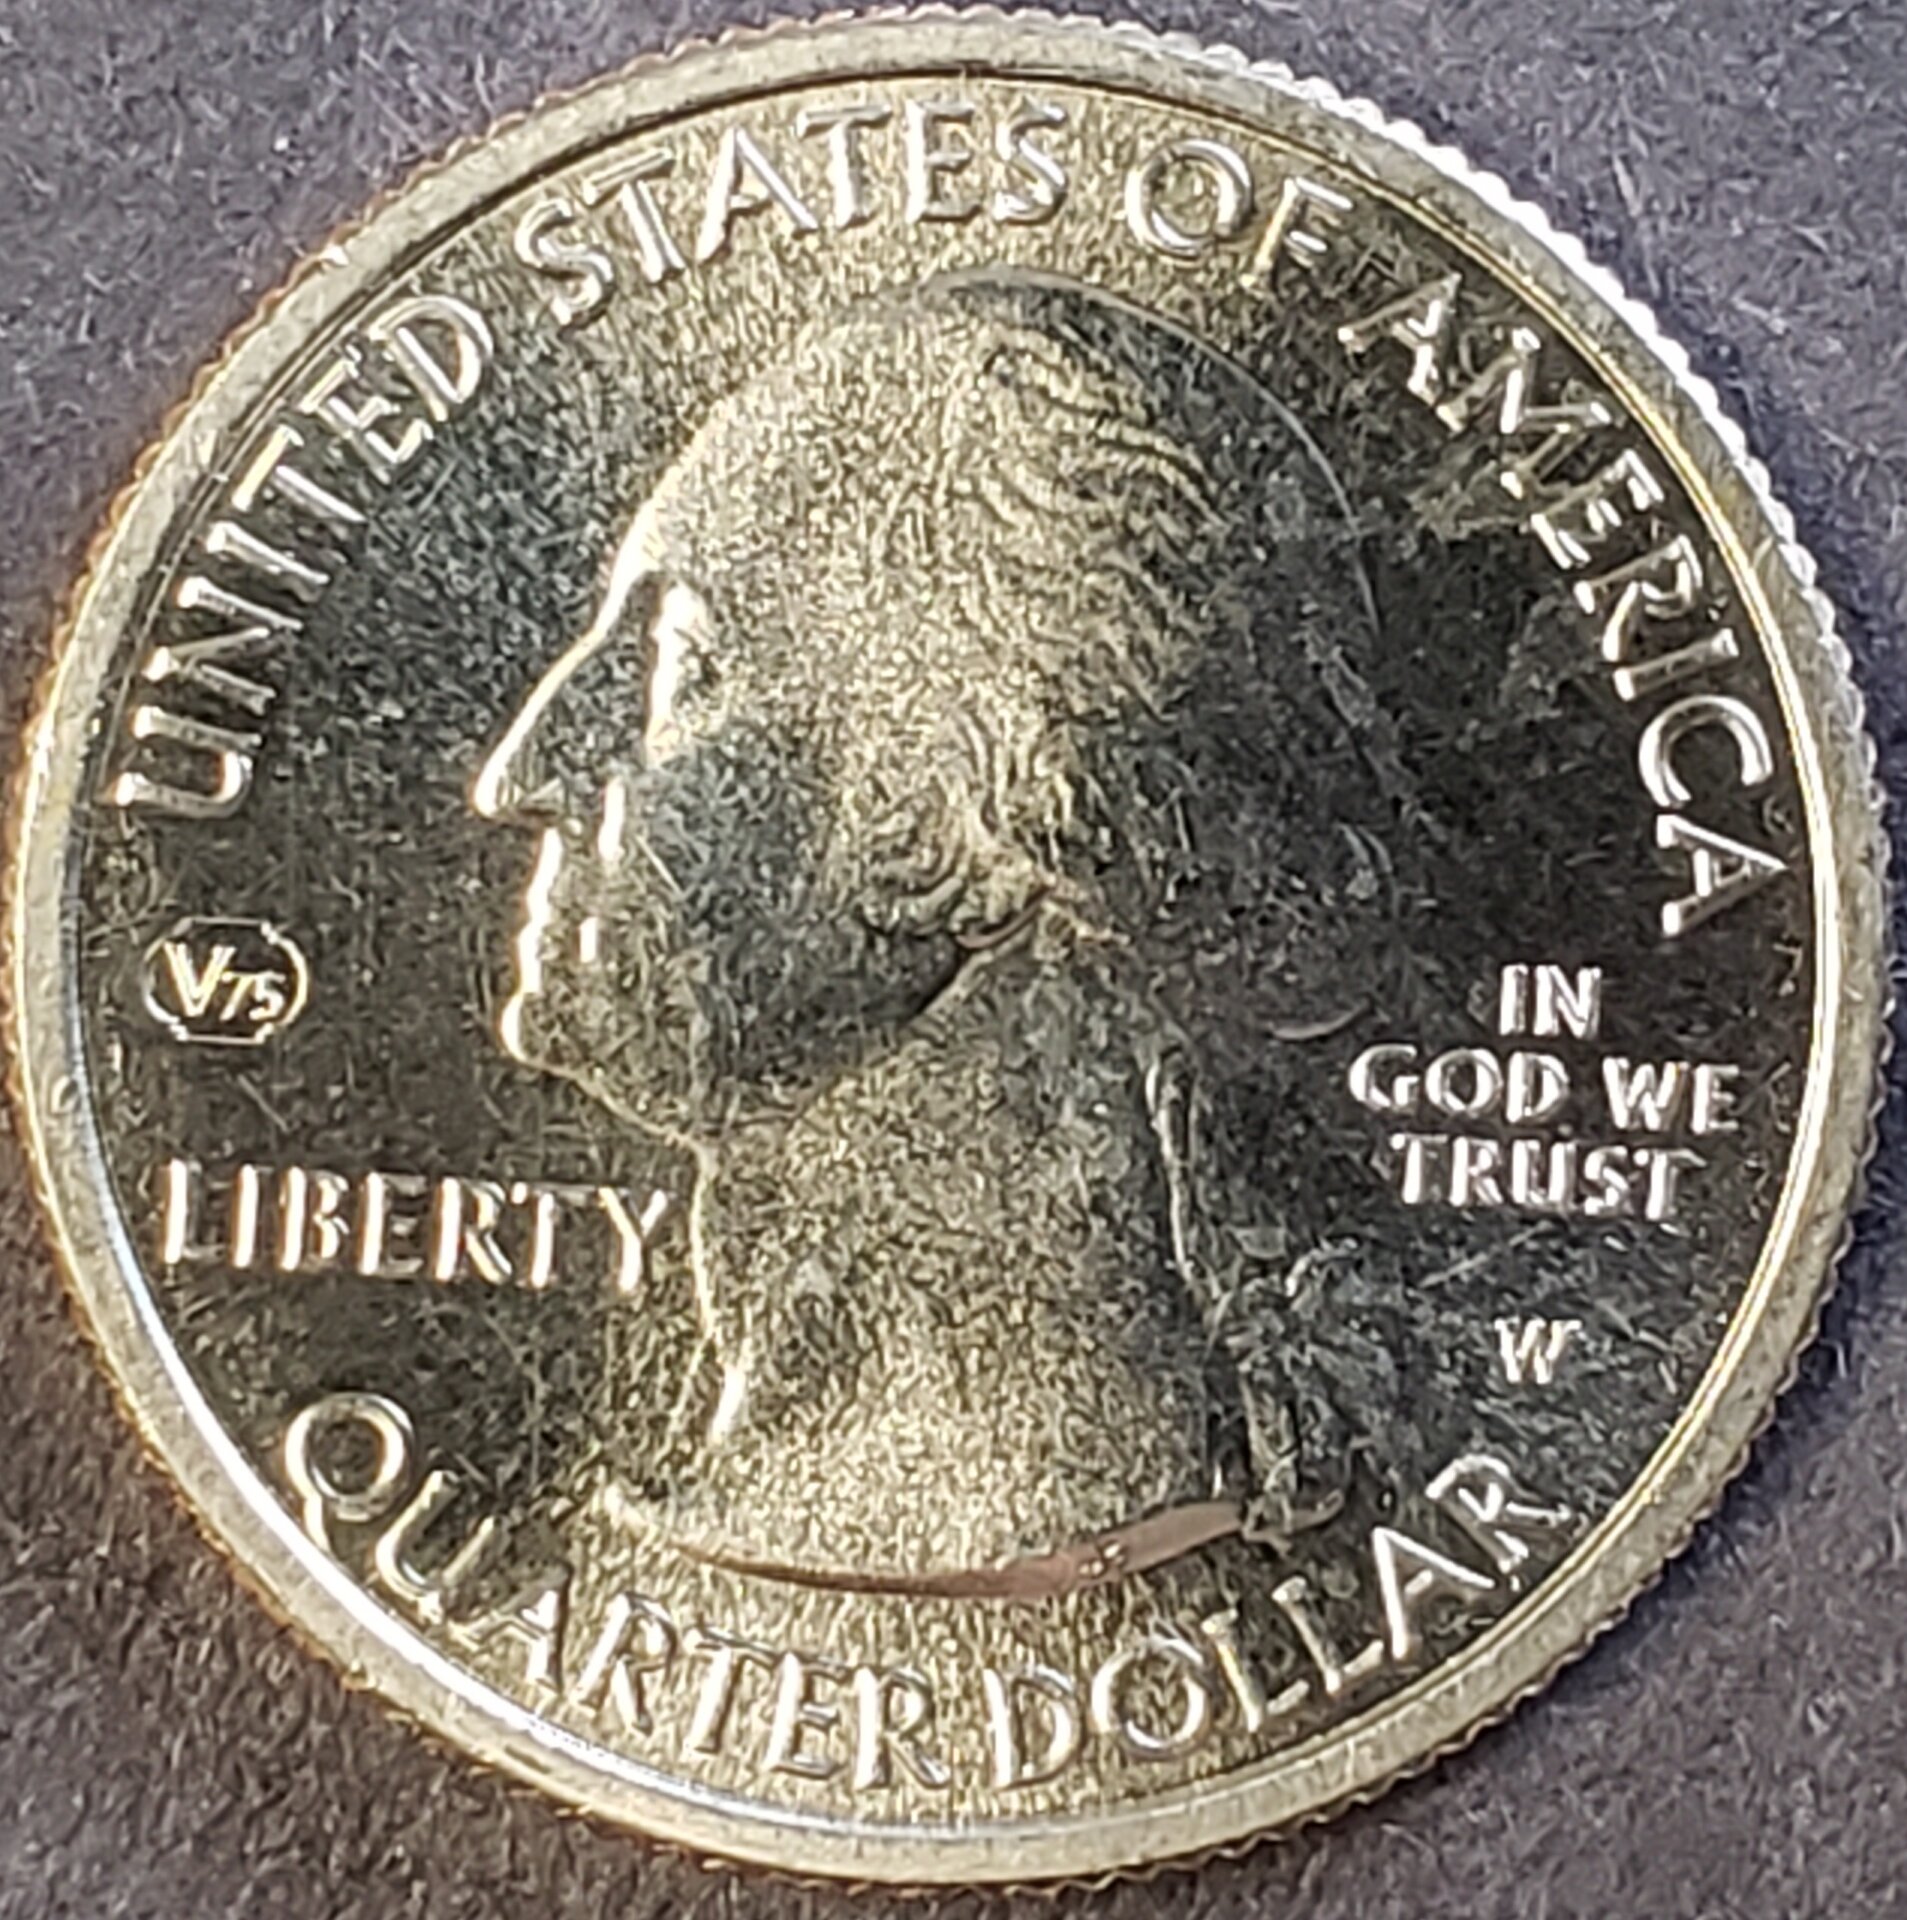 UNITED STATES OF AMERICA
V75
LIBERTY
IN
GOD WE
TRUST
W
QUARTER DOLLAR